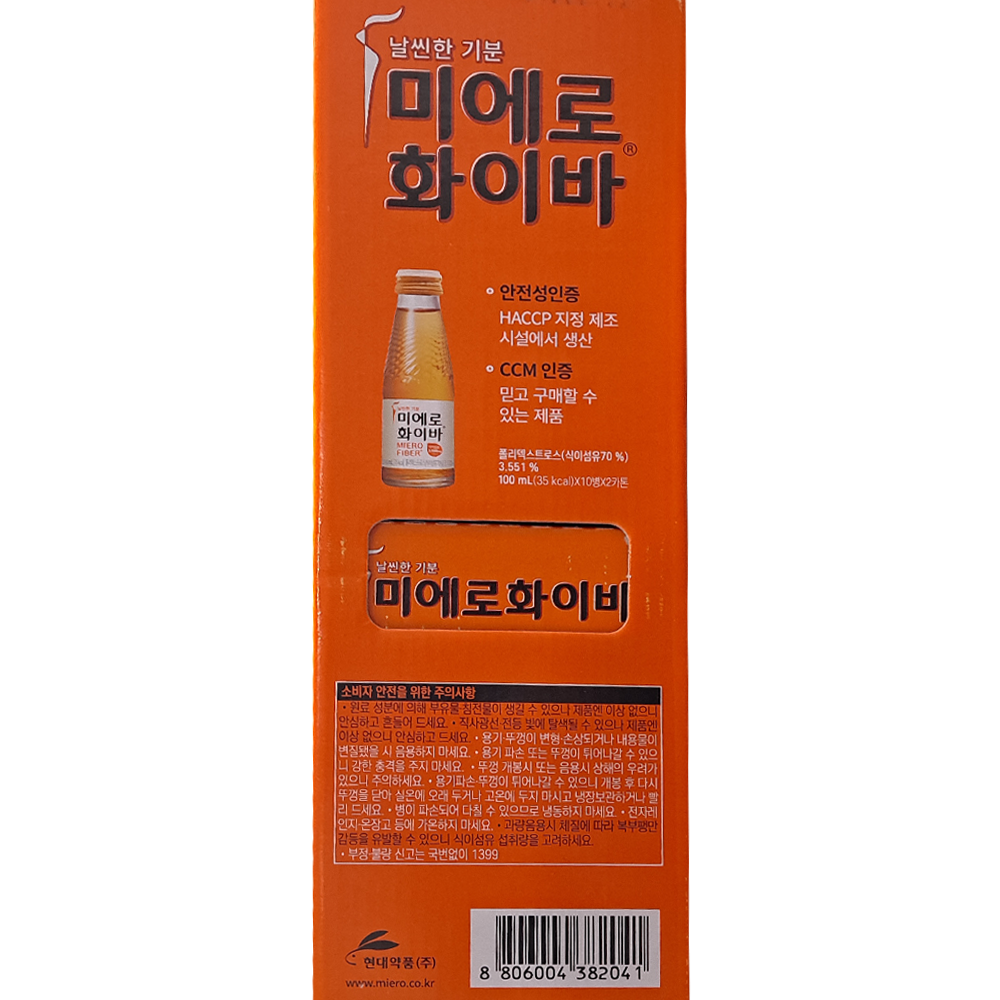 날씬한 기분
미에로
화이바®
안전성인증
HACCP 지정 제조
시설에서 생산
CCM 인증
믿고 구매할 수
있는 제품
폴리덱스트로스(식이섬유70 %)
3.551 %
100 mL(35 kcal)X10병X2카톤
날씬한 기분
미에로
화이바
MIERO
FIBER
날씬한 기분
미에로화이바
소비자 안전을 위한 주의사항
• 원료 성분에 의해 부유물·침전물이 생길 수 있으나 제품엔 이상 없으니
안심하고 흔들어 드세요. • 직사광선·전등 빛에 탈색될 수 있으나 제품엔
이상 없으니 안심하고 드세요. • 용기·뚜껑이 변형·손상되거나 내용물이
변질됐을 시 음용하지 마세요. • 용기 파손 또는 뚜껑이 튀어나갈 수 있으
니 강한 충격을 주지 마세요. • 뚜껑 개봉시 또는 음용시 상해의 우려가
있으니 주의하세요. • 용기파손·뚜껑이 튀어나갈 수 있으니 개봉 후 다시
뚜껑을 닫아 실온에 오래 두거나 고온에 두지 마시고 냉장보관하거나 빨
리 드세요. • 병이 파손되어 다칠 수 있으므로 냉동하지 마세요. • 전자레
인지·온장고 등에 가온하지 마세요. • 과량음용시 체질에 따라 복부팽만
감등을 유발할 수 있으니 식이섬유 섭취량을 고려하세요.
• 부정·불량 신고는 국번없이 1399
현대약품(주)
www.miero.co.kr
8 806004 382041